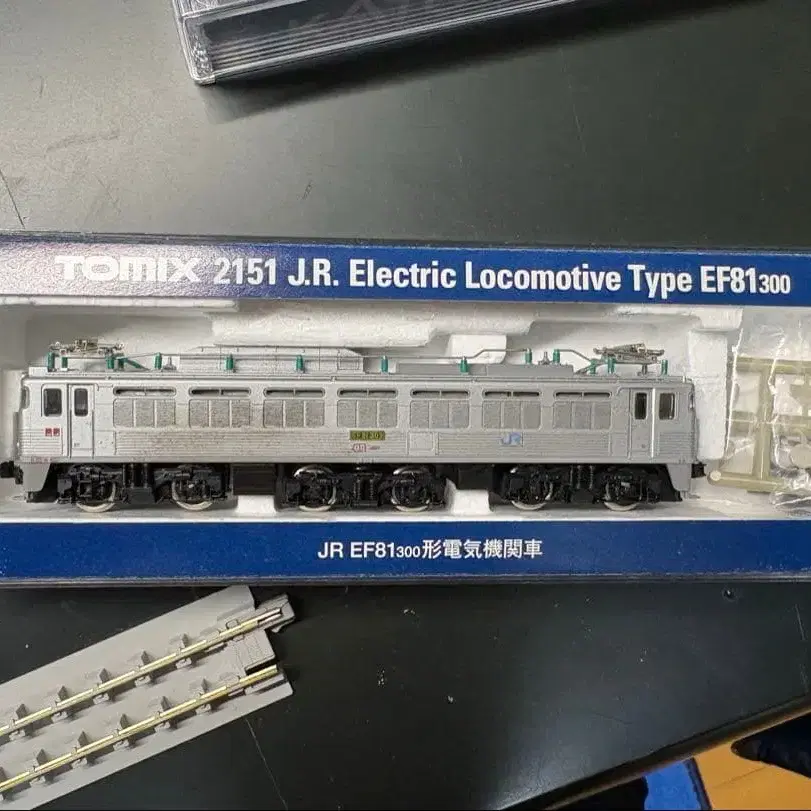 TOMIX 2151 J.R. Electric Locomotive Type EF81300
JR
JR EF81300形電気機関車